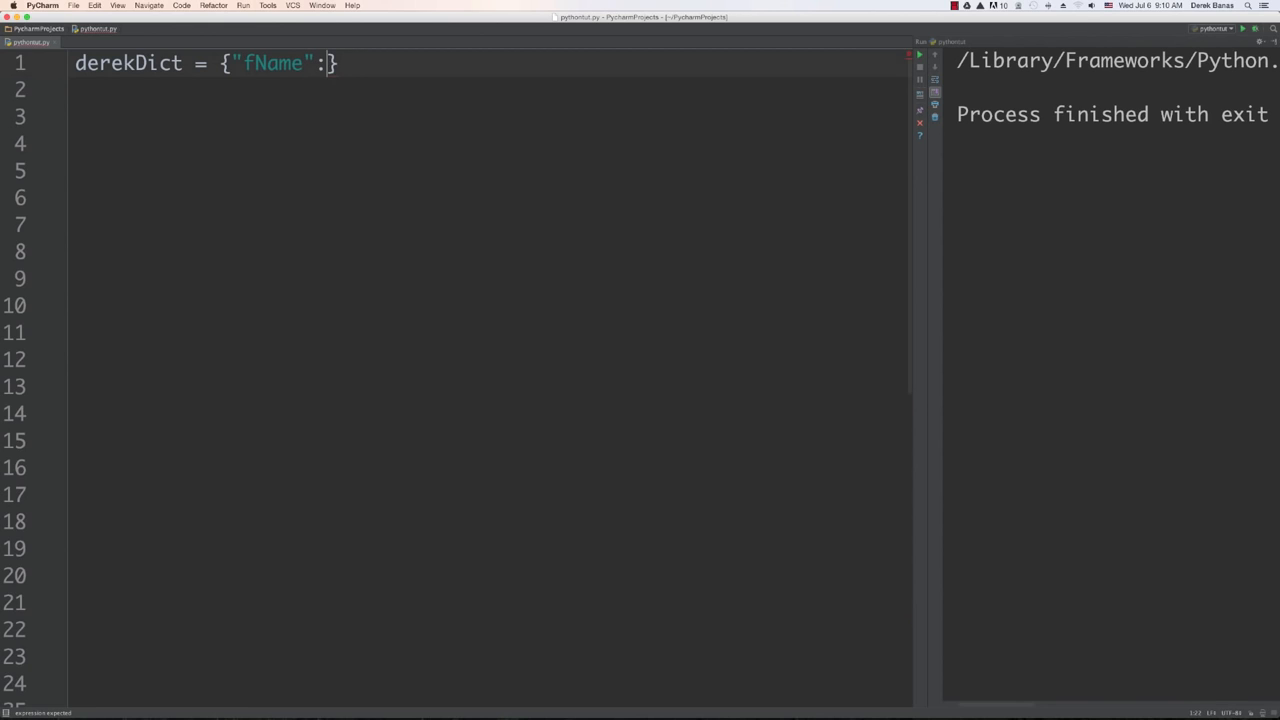 PyCharm File Edit View Navigate Code Refactor Run Tools VCS Window Help 10 Wed Jul 6 9:10 AM Derek Banas
pythontut.py - PycharmProjects - [~/PycharmProjects]
PycharmProjects pythontut.py pythontut
pythontut.py Run: pythontut
1 derekDict = {"fName":}
/Library/Frameworks/Python.
2
3
Process finished with exit
4
5
6
7
8
9
10
11
12
13
14
15
16
17
18
19
20
21
22
23
24
expression expected 1:22 LF≠ UTF-8≠